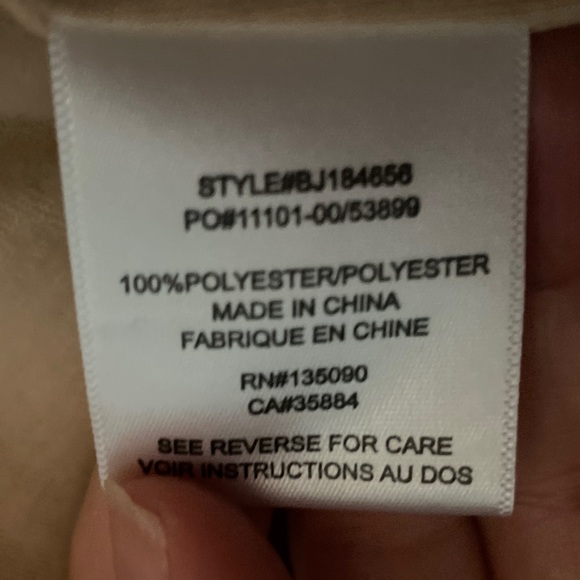 STYLE#BJ184656
PO#11101-00/53899
100%POLYESTER/POLYESTER
MADE IN CHINA
FABRIQUE EN CHINE
RN#135090
CA#35884
SEE REVERSE FOR CARE
VOIR INSTRUCTIONS AU DOS